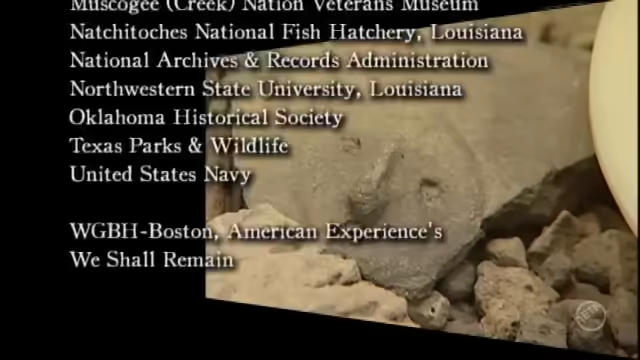 Muscogee (Creek) Nation Veterans Museum
Natchitoches National Fish Hatchery, Louisiana
National Archives & Records Administration
Northwestern State University, Louisiana
Oklahoma Historical Society
Texas Parks & Wildlife
United States Navy
WGBH-Boston, American Experience's
We Shall Remain